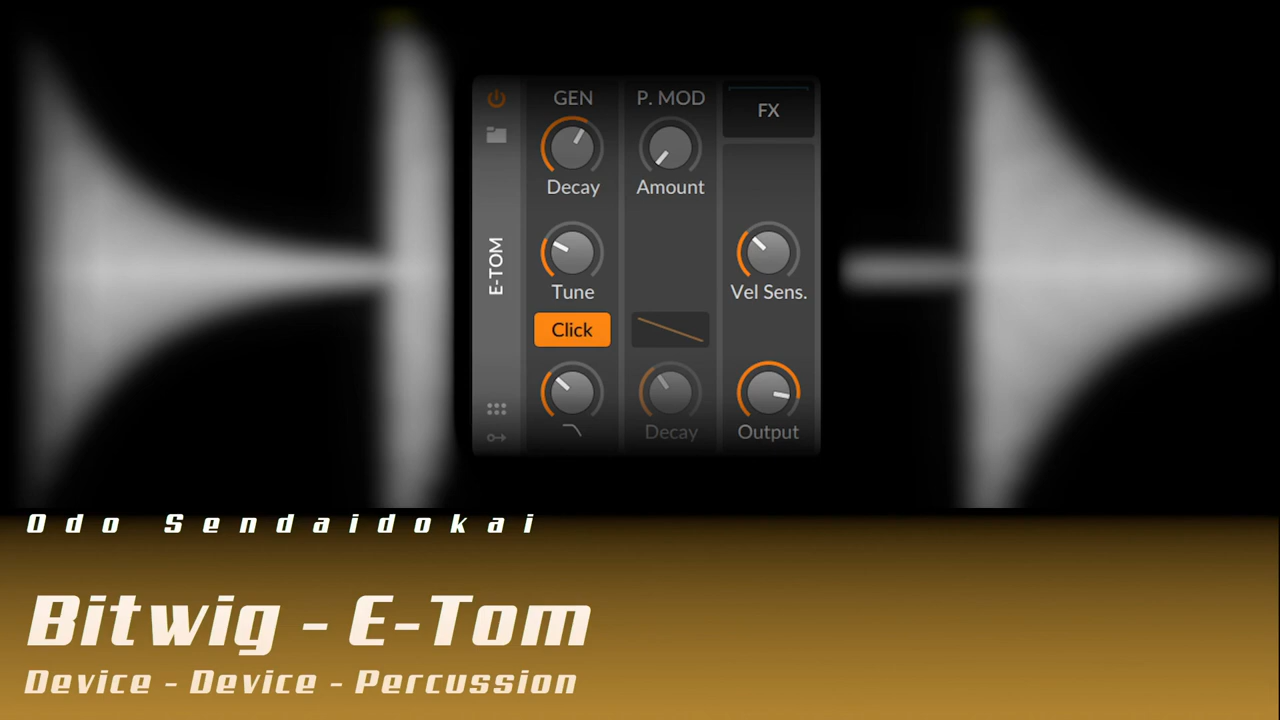 GEN P. MOD FX
Decay Amount
E-TOM
Tune Vel Sens.
Click
Decay Output
Odo Sendaidokai
Bitwig - E-Tom
Device - Device - Percussion